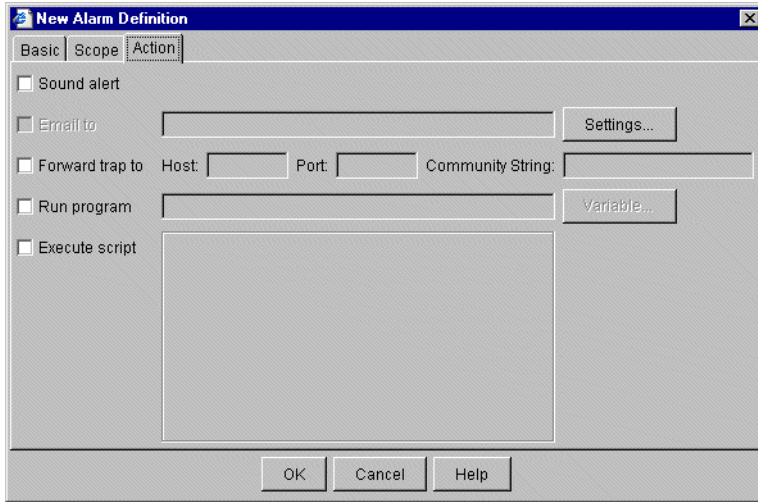 New Alarm Definition
Basic Scope Action
Sound alert
Email to Settings...
Forward trap to Host: Port: Community String:
Run program Variable...
Execute script
OK Cancel Help